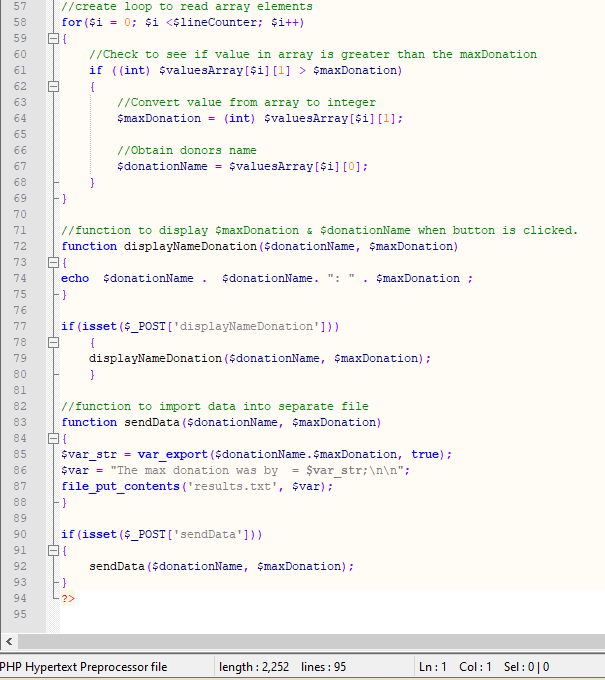 57 //create loop to read array elements
58 for($i = 0; $i <$lineCounter; $i++)
59 {
60 //Check to see if value in array is greater than the maxDonation
61 if ((int) $valuesArray[$i][1] > $maxDonation)
62 {
63 //Convert value from array to integer
64 $maxDonation = (int) $valuesArray[$i][1];
65
66 //Obtain donors name
67 $donationName = $valuesArray[$i][0];
68 }
69 }
70
71 //function to display $maxDonation & $donationName when button is clicked.
72 function displayNameDonation($donationName, $maxDonation)
73 {
74 echo  $donationName .  $donationName. ": " . $maxDonation ;
75 }
76
77 if(isset($_POST['displayNameDonation']))
78 {
79 displayNameDonation($donationName, $maxDonation);
80 }
81
82 //function to import data into separate file
83 function sendData($donationName, $maxDonation)
84 {
85 $var_str = var_export($donationName.$maxDonation, true);
86 $var = "The max donation was by  = $var_str;\n\n";
87 file_put_contents('results.txt', $var);
88 }
89
90 if(isset($_POST['sendData']))
91 {
92 sendData($donationName, $maxDonation);
93 }
94 ?>
95
PHP Hypertext Preprocessor file length : 2,252 lines : 95 Ln : 1 Col : 1 Sel : 0 | 0